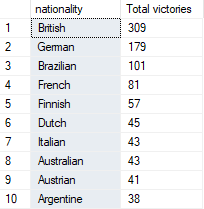 nationality Total victories
1 British 309
2 German 179
3 Brazilian 101
4 French 81
5 Finnish 57
6 Dutch 45
7 Italian 43
8 Australian 43
9 Austrian 41
10 Argentine 38